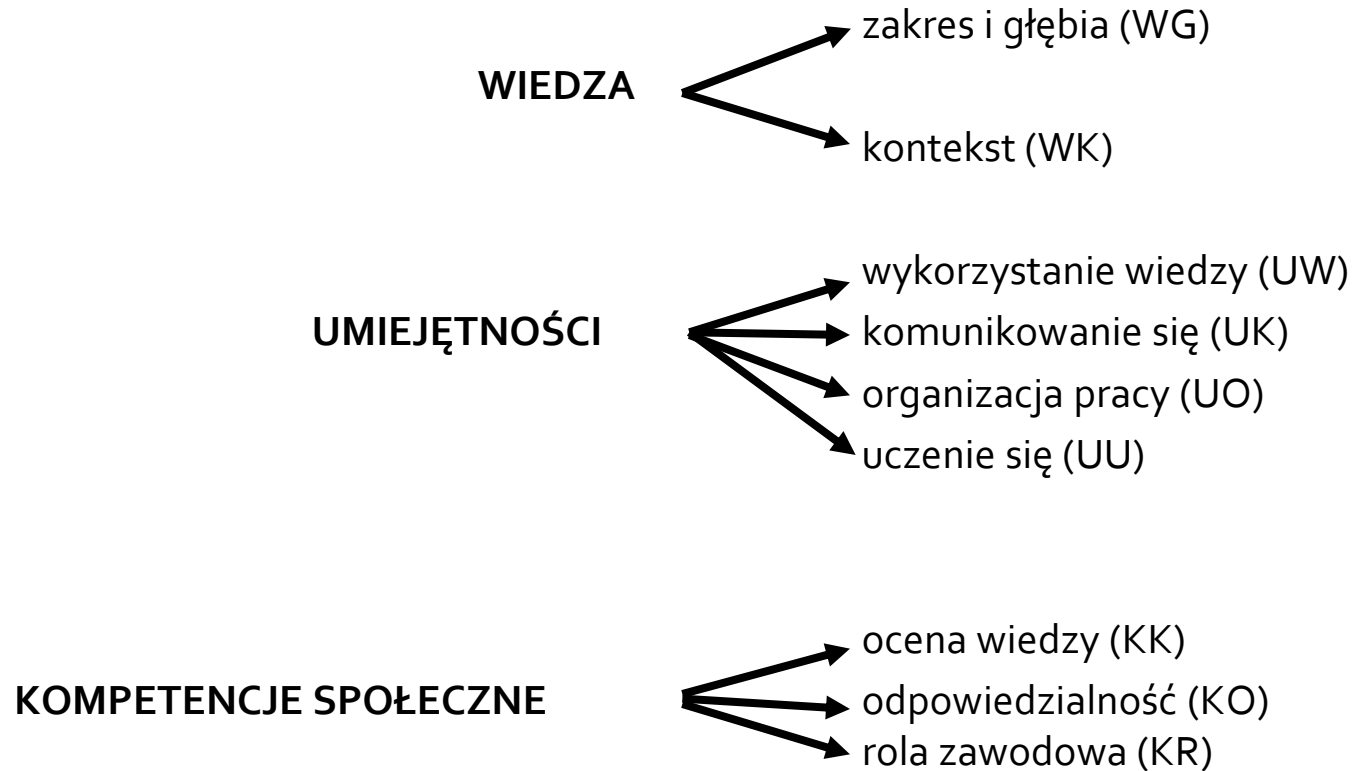 zakres i głębia (WG)
WIEDZA
kontekst (WK)
wykorzystanie wiedzy (UW)
UMIEJĘTNOŚCI
komunikowanie się (UK)
organizacja pracy (UO)
uczenie się (UU)
ocena wiedzy (KK)
KOMPETENCJE SPOŁECZNE
odpowiedzialność (KO)
rola zawodowa (KR)